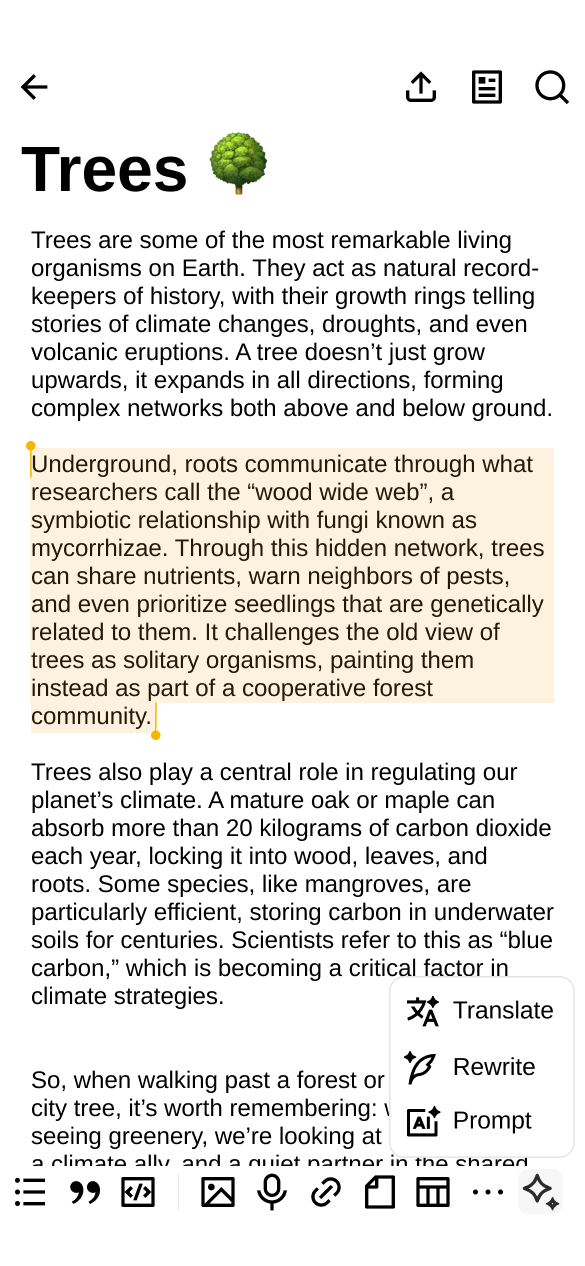 Trees
Trees are some of the most remarkable living
organisms on Earth. They act as natural record-
keepers of history, with their growth rings telling
stories of climate changes, droughts, and even
volcanic eruptions. A tree doesn’t just grow
upwards, it expands in all directions, forming
complex networks both above and below ground.
Underground, roots communicate through what
researchers call the “wood wide web”, a
symbiotic relationship with fungi known as
mycorrhizae. Through this hidden network, trees
can share nutrients, warn neighbors of pests,
and even prioritize seedlings that are genetically
related to them. It challenges the old view of
trees as solitary organisms, painting them
instead as part of a cooperative forest
community.
Trees also play a central role in regulating our
planet’s climate. A mature oak or maple can
absorb more than 20 kilograms of carbon dioxide
each year, locking it into wood, leaves, and
roots. Some species, like mangroves, are
particularly efficient, storing carbon in underwater
soils for centuries. Scientists refer to this as “blue
carbon,” which is becoming a critical factor in
climate strategies.
So, when walking past a forest or
city tree, it’s worth remembering:
seeing greenery, we’re looking at
a climate ally, and a quiet partner in the shared
Translate
Rewrite
AI Prompt